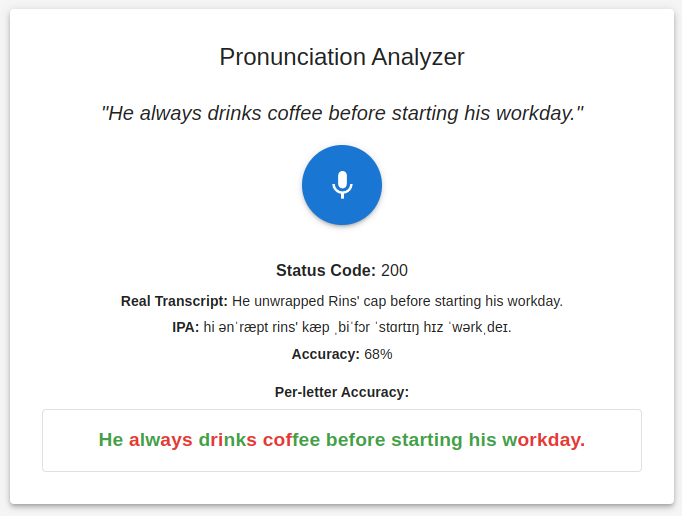 Pronunciation Analyzer
"He always drinks coffee before starting his workday."
Status Code: 200
Real Transcript: He unwrapped Rins' cap before starting his workday.
IPA: hi ənˈræpt rins' kæp ˌbiˈfɔr ˈstɑrtɪŋ hɪz ˈwərkˌdeɪ.
Accuracy: 68%
Per-letter Accuracy:
He always drinks coffee before starting his workday.